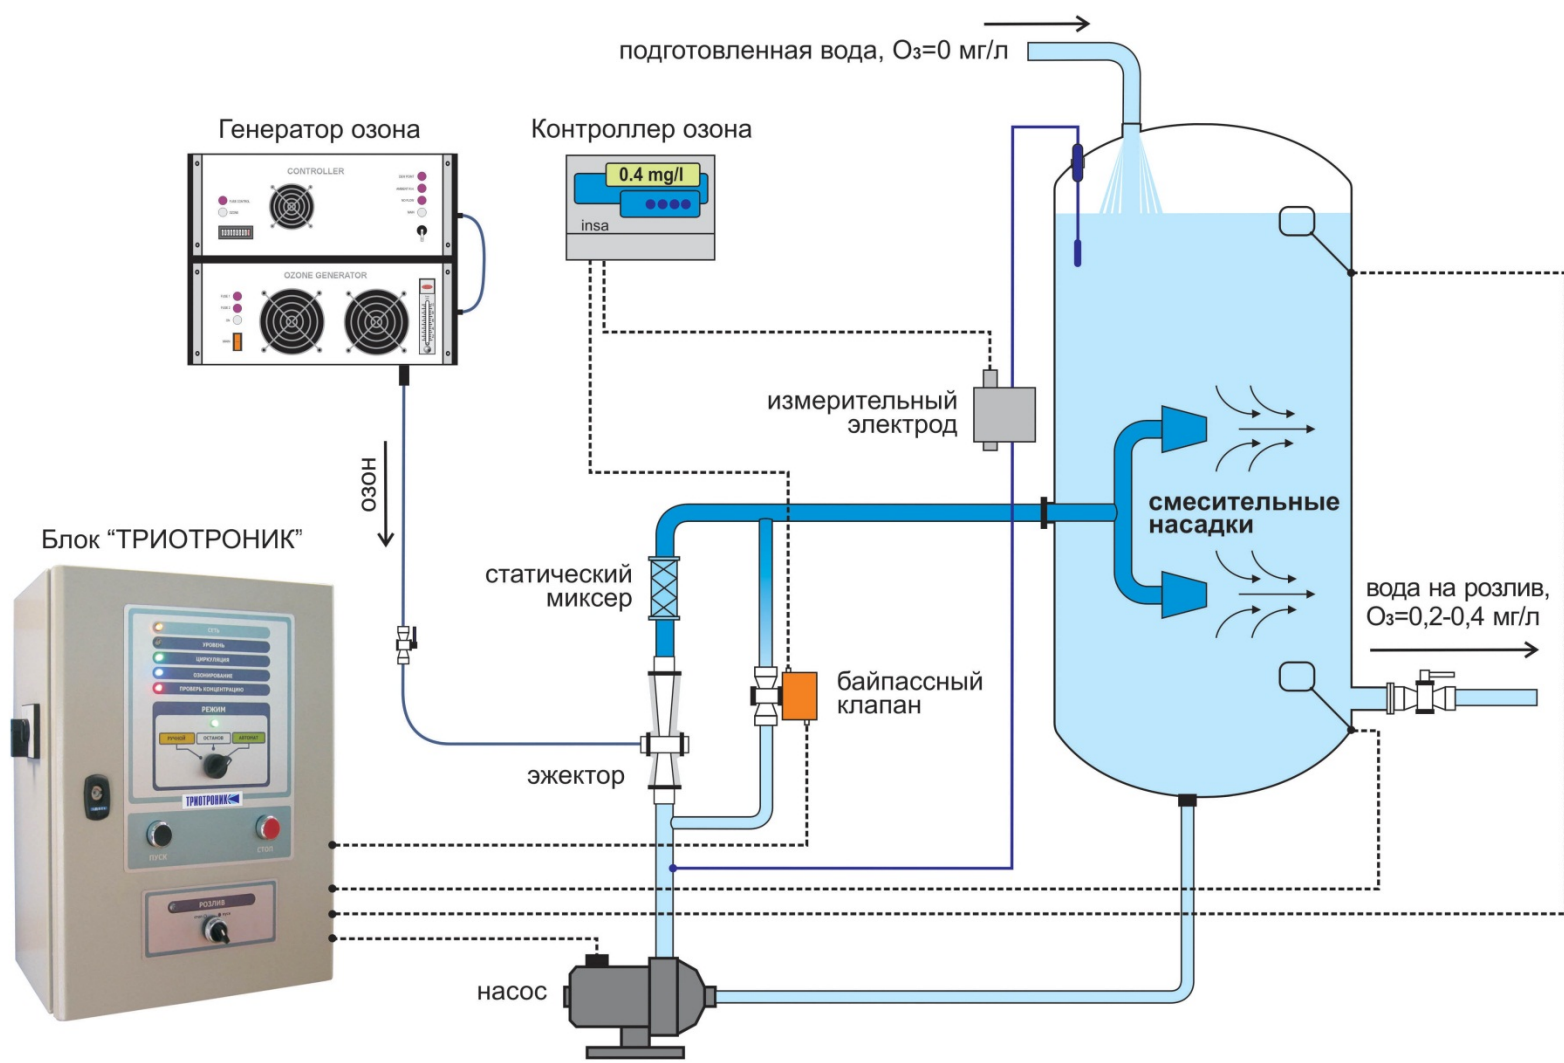 подготовленная вода, O₃=0 мг/л
Генератор озона
Контроллер озона
CONTROLLER
0.4 mg/l
insa
OZONE GENERATOR
измерительный
электрод
озон
смесительные
насадки
Блок “ТРИОТРОНИК”
статический
миксер
вода на розлив,
O₃=0,2-0,4 мг/л
байпассный
клапан
эжектор
насос
СЕТЬ
УРОВЕНЬ
ЦИРКУЛЯЦИЯ
ОЗОНИРОВАНИЕ
ПРОВЕРЬ КОНЦЕНТРАЦИЮ
РЕЖИМ
РУЧНОЙ
ОСТАНОВ
АВТОМАТ
ТРИОТРОНИК
ПУСК
СТОП
РОЗЛИВ